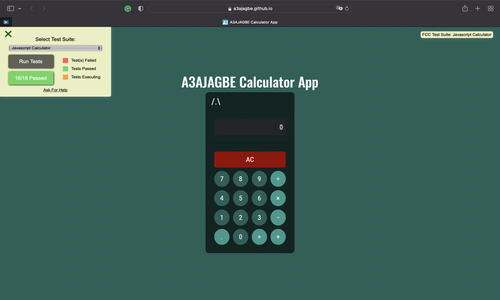 a3ajagbe.github.io
A3AJAGBE Calculator App
Select Test Suite:
Javascript Calculator
Run Tests
16/16 Passed
Test(s) Failed
Tests Passed
Tests Executing
Ask For Help
FCC Test Suite: Javascript Calculator
A3AJAGBE Calculator App
/.\
0
AC
7 8 9 ÷
4 5 6 ×
1 2 3 -
. 0 = +